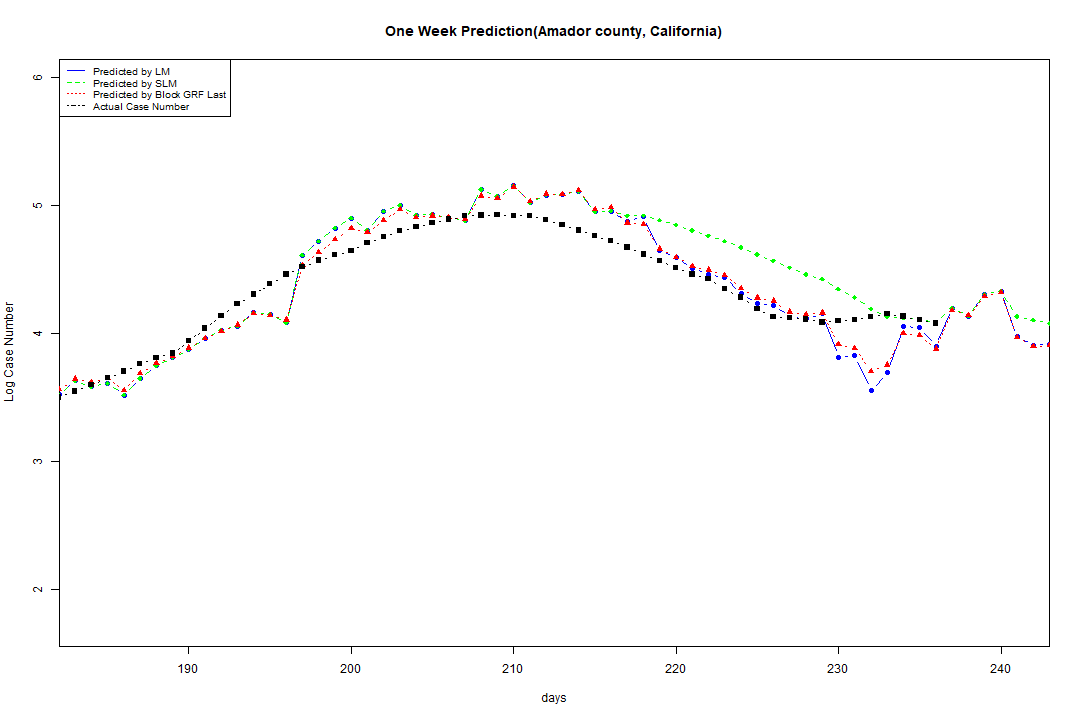 One Week Prediction(Amador county, California)
Predicted by LM
Predicted by SLM
Predicted by Block GRF Last
Actual Case Number
6
5
4
3
2
Log Case Number
190 200 210 220 230 240
days